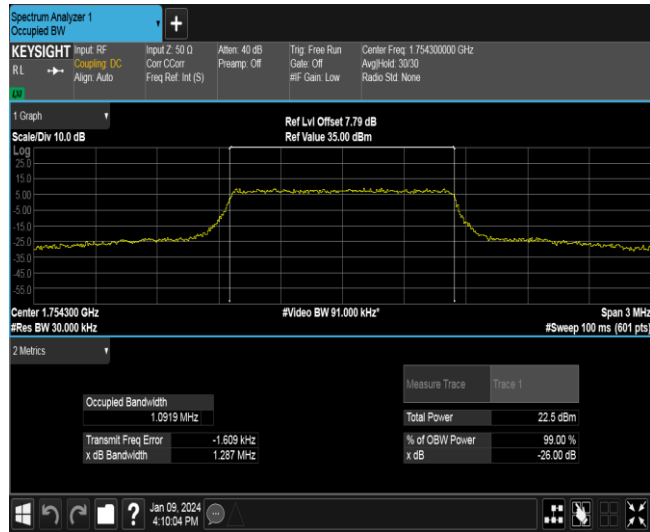 Spectrum Analyzer 1
Occupied BW
+
KEYSIGHT Input: RF Input Z: 50 Ω Atten: 40 dB Trig: Free Run Center Freq: 1.754300000 GHz
RL Coupling: DC Corr CCorr Preamp: Off Gate: Off Avg|Hold: 30/30
Align: Auto Freq Ref: Int (S) #IF Gain: Low Radio Std: None
LXI
1 Graph Ref Lvl Offset 7.79 dB
Scale/Div 10.0 dB Ref Value 35.00 dBm
Log
25.0
15.0
5.00
-5.00
-15.0
-25.0
-35.0
-45.0
-55.0
Center 1.754300 GHz #Video BW 91.000 kHz* Span 3 MHz
#Res BW 30.000 kHz #Sweep 100 ms (601 pts)
2 Metrics
Measure Trace Trace 1
Occupied Bandwidth
1.0919 MHz Total Power 22.5 dBm
Transmit Freq Error -1.609 kHz % of OBW Power 99.00 %
x dB Bandwidth 1.287 MHz x dB -26.00 dB
? Jan 09, 2024
4:10:04 PM